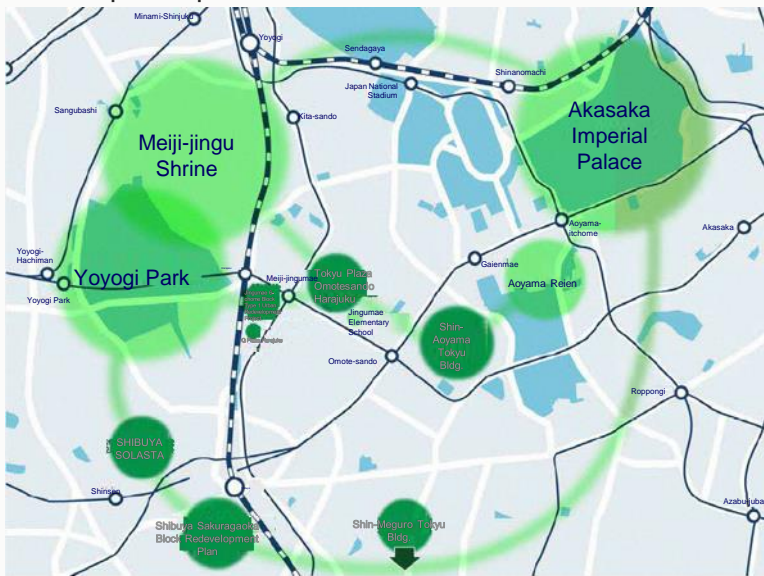 Minami-Shinjuku
Yoyogi
Sendagaya
Shinanomachi
Japan National
Stadium
Sangubashi
Kita-sando
Meiji-jingu
Shrine
Akasaka
Imperial
Palace
Aoyama-
itchome
Akasaka
Yoyogi-
Hachiman
Yoyogi Park
Yoyogi Park
Meiji-jingumae
Tokyu Plaza
Omotesando
Harajuku
Gaienmae
Aoyama Reien
Jingumae
Elementary
School
Shin-
Aoyama
Tokyu
Bldg.
Omote-sando
Roppongi
SHIBUYA
SOLASTA
Shinsen
Shibuya Sakuragaoka
Block Redevelopment
Plan
Shin-Meguro Tokyu
Bldg.